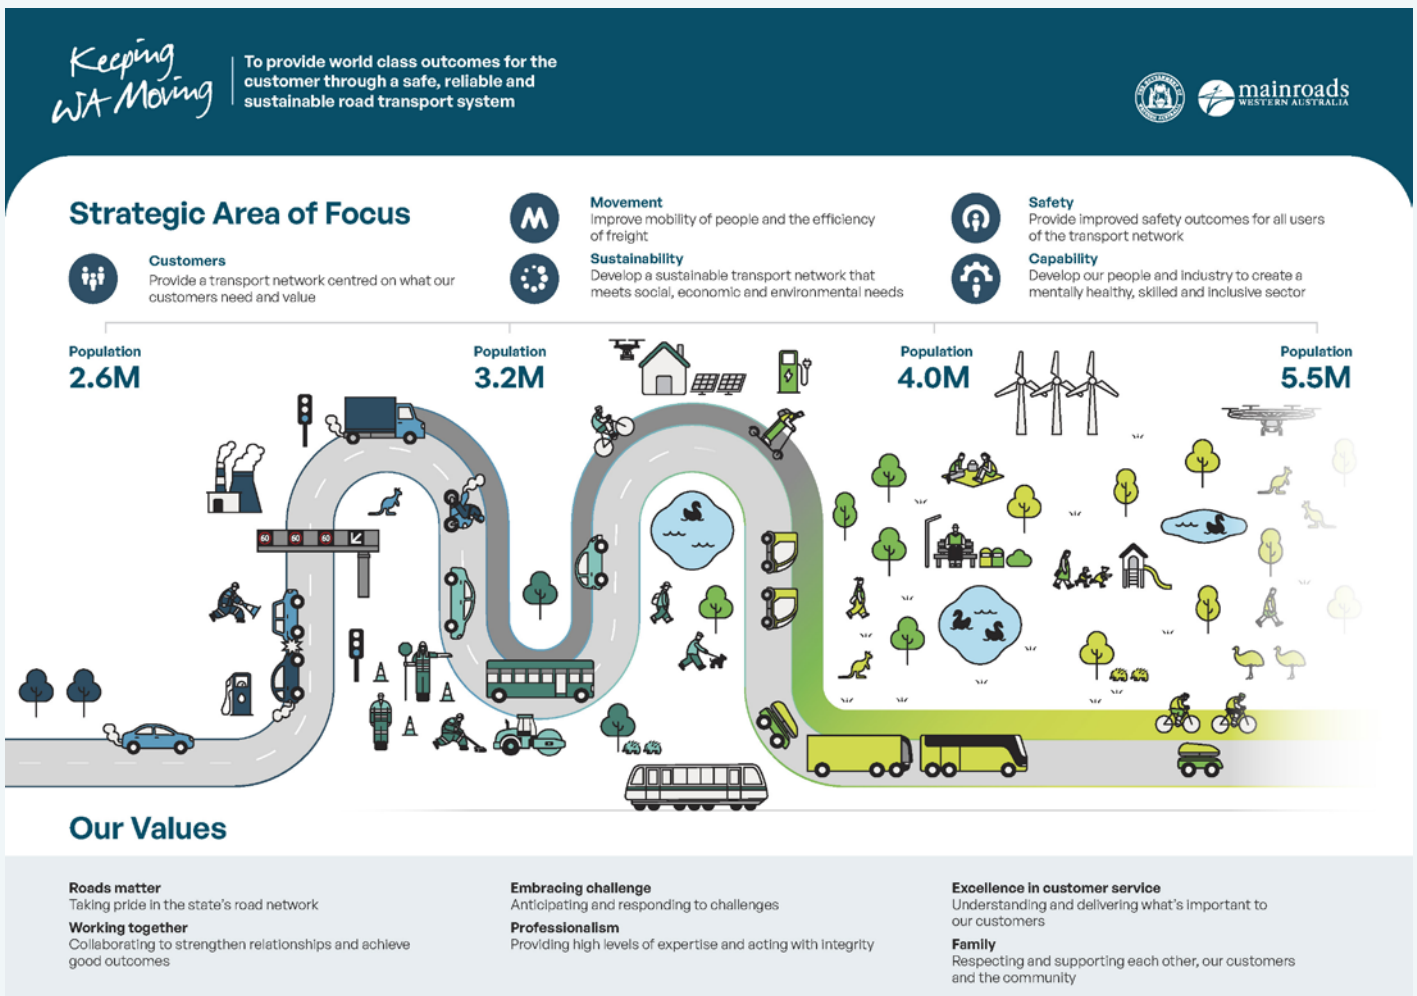 Keeping
WA Moving
To provide world class outcomes for the
customer through a safe, reliable and
sustainable road transport system
mainroads
WESTERN AUSTRALIA
Strategic Area of Focus
Customers
Provide a transport network centred on what our
customers need and value
Movement
Improve mobility of people and the efficiency
of freight
Sustainability
Develop a sustainable transport network that
meets social, economic and environmental needs
Safety
Provide improved safety outcomes for all users
of the transport network
Capability
Develop our people and industry to create a
mentally healthy, skilled and inclusive sector
Population
2.6M
Population
3.2M
Population
4.0M
Population
5.5M
60 60 60
Our Values
Roads matter
Taking pride in the state's road network
Working together
Collaborating to strengthen relationships and achieve
good outcomes
Embracing challenge
Anticipating and responding to challenges
Professionalism
Providing high levels of expertise and acting with integrity
Excellence in customer service
Understanding and delivering what's important to
our customers
Family
Respecting and supporting each other, our customers
and the community